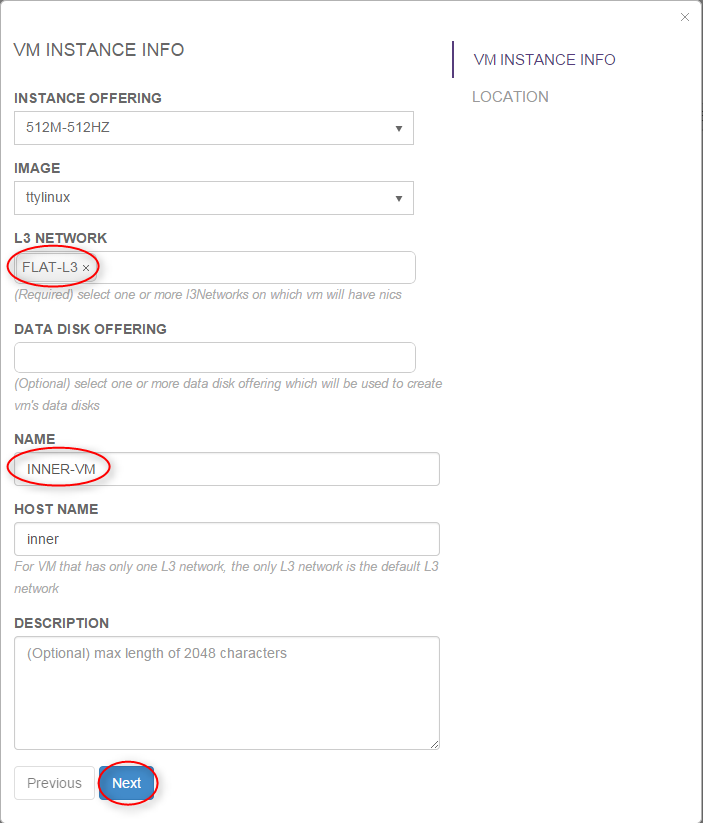 ×
VM INSTANCE INFO
VM INSTANCE INFO
LOCATION
INSTANCE OFFERING
512M-512HZ
IMAGE
ttylinux
L3 NETWORK
FLAT-L3 ×
(Required) select one or more l3Networks on which vm will have nics
DATA DISK OFFERING
(Optional) select one or more data disk offering which will be used to create
vm's data disks
NAME
INNER-VM
HOST NAME
inner
For VM that has only one L3 network, the only L3 network is the default L3
network
DESCRIPTION
(Optional) max length of 2048 characters
Previous Next